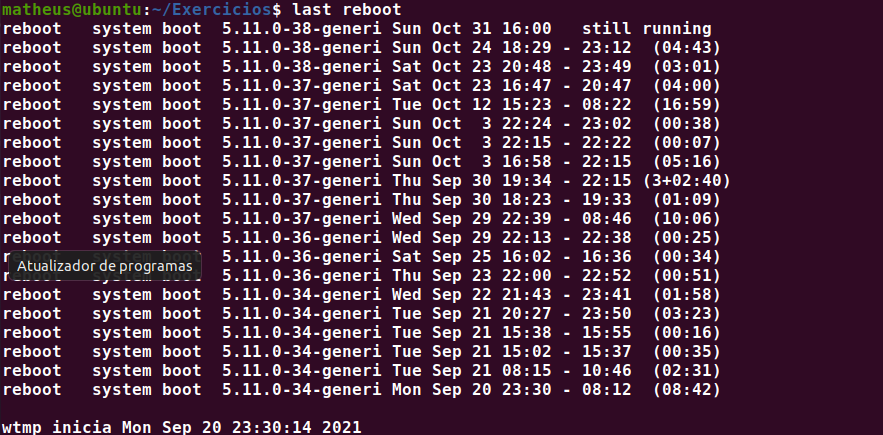 matheus@ubuntu:~/Exercicios$ last reboot
reboot   system boot  5.11.0-38-generi Sun Oct 31 16:00   still running
reboot   system boot  5.11.0-38-generi Sun Oct 24 18:29 - 23:12  (04:43)
reboot   system boot  5.11.0-38-generi Sat Oct 23 20:48 - 23:49  (03:01)
reboot   system boot  5.11.0-37-generi Sat Oct 23 16:47 - 20:47  (04:00)
reboot   system boot  5.11.0-37-generi Tue Oct 12 15:23 - 08:22  (16:59)
reboot   system boot  5.11.0-37-generi Sun Oct  3 22:24 - 23:02  (00:38)
reboot   system boot  5.11.0-37-generi Sun Oct  3 22:15 - 22:22  (00:07)
reboot   system boot  5.11.0-37-generi Sun Oct  3 16:58 - 22:15  (05:16)
reboot   system boot  5.11.0-37-generi Thu Sep 30 19:34 - 22:15 (3+02:40)
reboot   system boot  5.11.0-37-generi Thu Sep 30 18:23 - 19:33  (01:09)
reboot   system boot  5.11.0-37-generi Wed Sep 29 22:39 - 08:46  (10:06)
reboot   system boot  5.11.0-36-generi Wed Sep 29 22:13 - 22:38  (00:25)
reboot   system boot  5.11.0-36-generi Sat Sep 25 16:02 - 16:36  (00:34)
Atualizador de programas
reboot   system boot  5.11.0-36-generi Thu Sep 23 22:00 - 22:52  (00:51)
reboot   system boot  5.11.0-34-generi Wed Sep 22 21:43 - 23:41  (01:58)
reboot   system boot  5.11.0-34-generi Tue Sep 21 20:27 - 23:50  (03:23)
reboot   system boot  5.11.0-34-generi Tue Sep 21 15:38 - 15:55  (00:16)
reboot   system boot  5.11.0-34-generi Tue Sep 21 15:02 - 15:37  (00:35)
reboot   system boot  5.11.0-34-generi Tue Sep 21 08:15 - 10:46  (02:31)
reboot   system boot  5.11.0-34-generi Mon Sep 20 23:30 - 08:12  (08:42)
wtmp inicia Mon Sep 20 23:30:14 2021